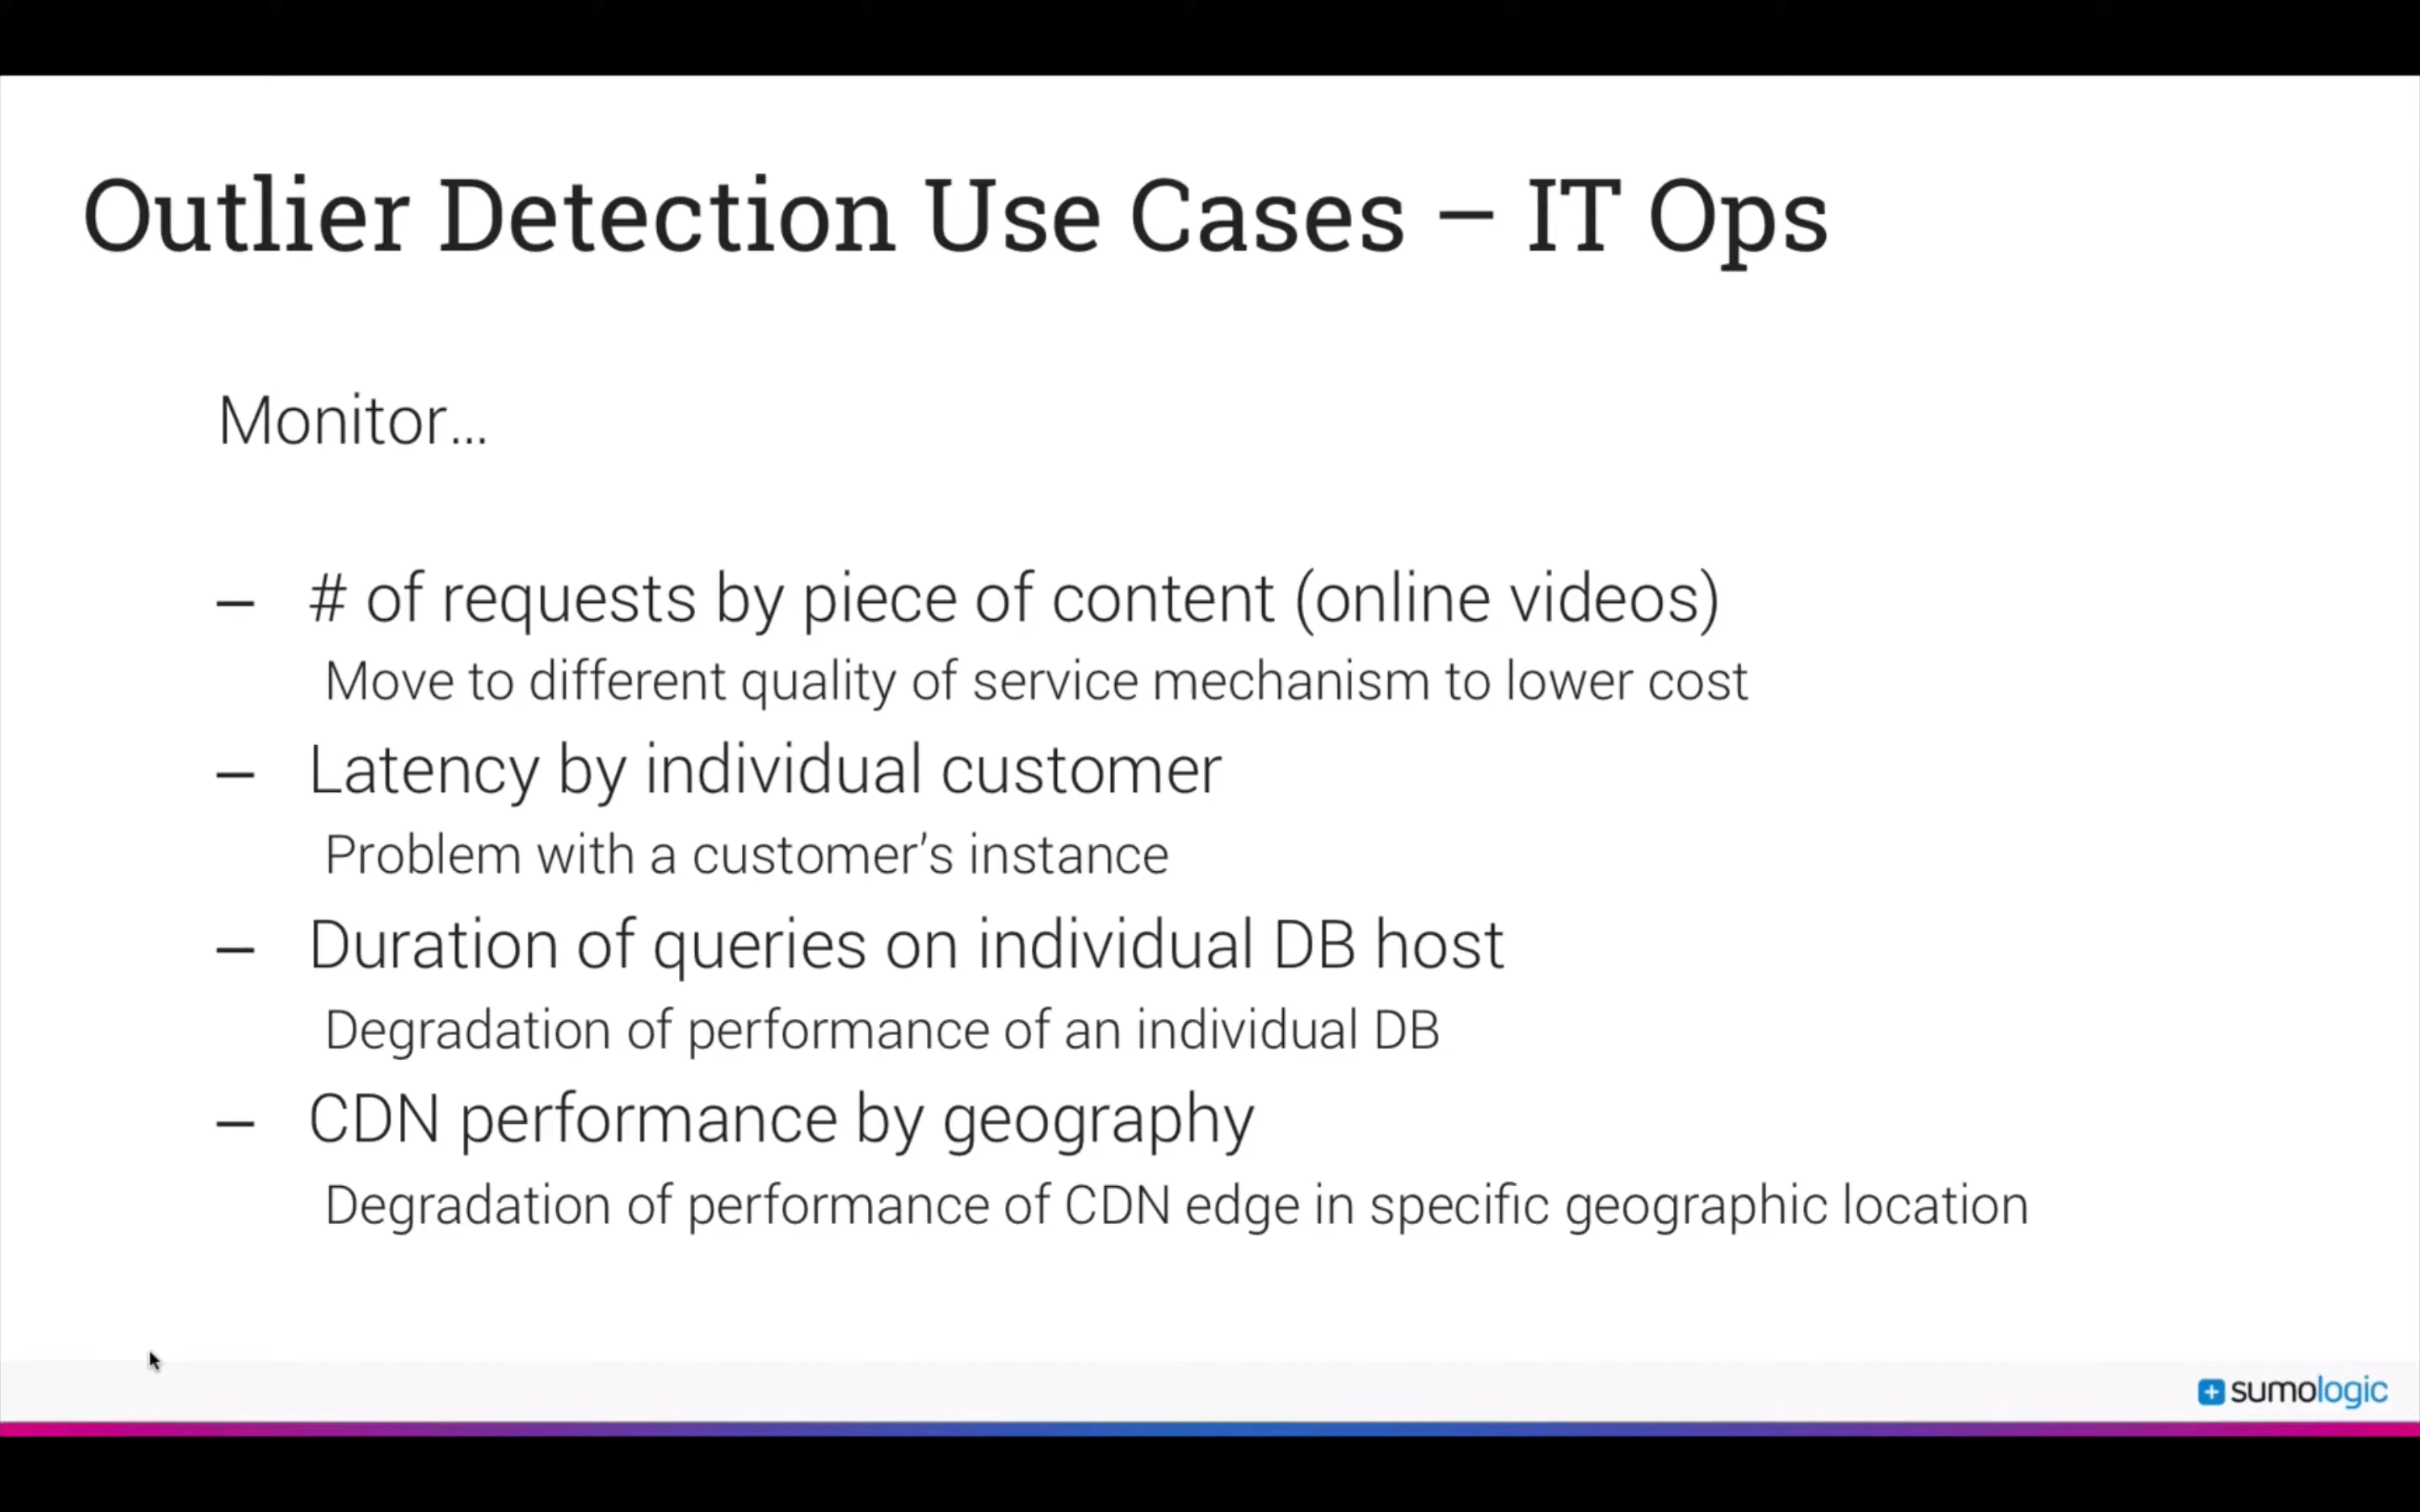 Outlier Detection Use Cases – IT Ops
Monitor…
– # of requests by piece of content (online videos)
Move to different quality of service mechanism to lower cost
– Latency by individual customer
Problem with a customer’s instance
– Duration of queries on individual DB host
Degradation of performance of an individual DB
– CDN performance by geography
Degradation of performance of CDN edge in specific geographic location
sumologic